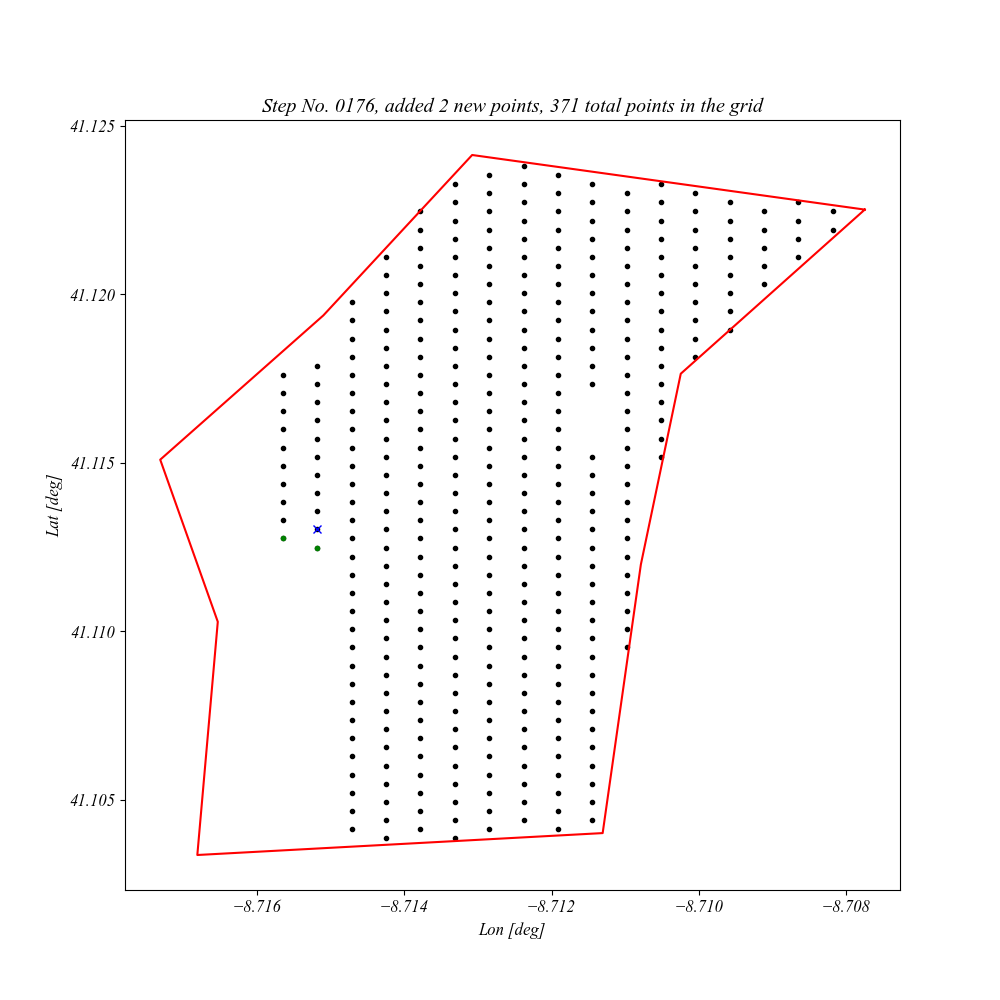 Step No. 0176, added 2 new points, 371 total points in the grid
41.125
41.120
41.115
41.110
41.105
Lat [deg]
−8.716 −8.714 −8.712 −8.710 −8.708
Lon [deg]